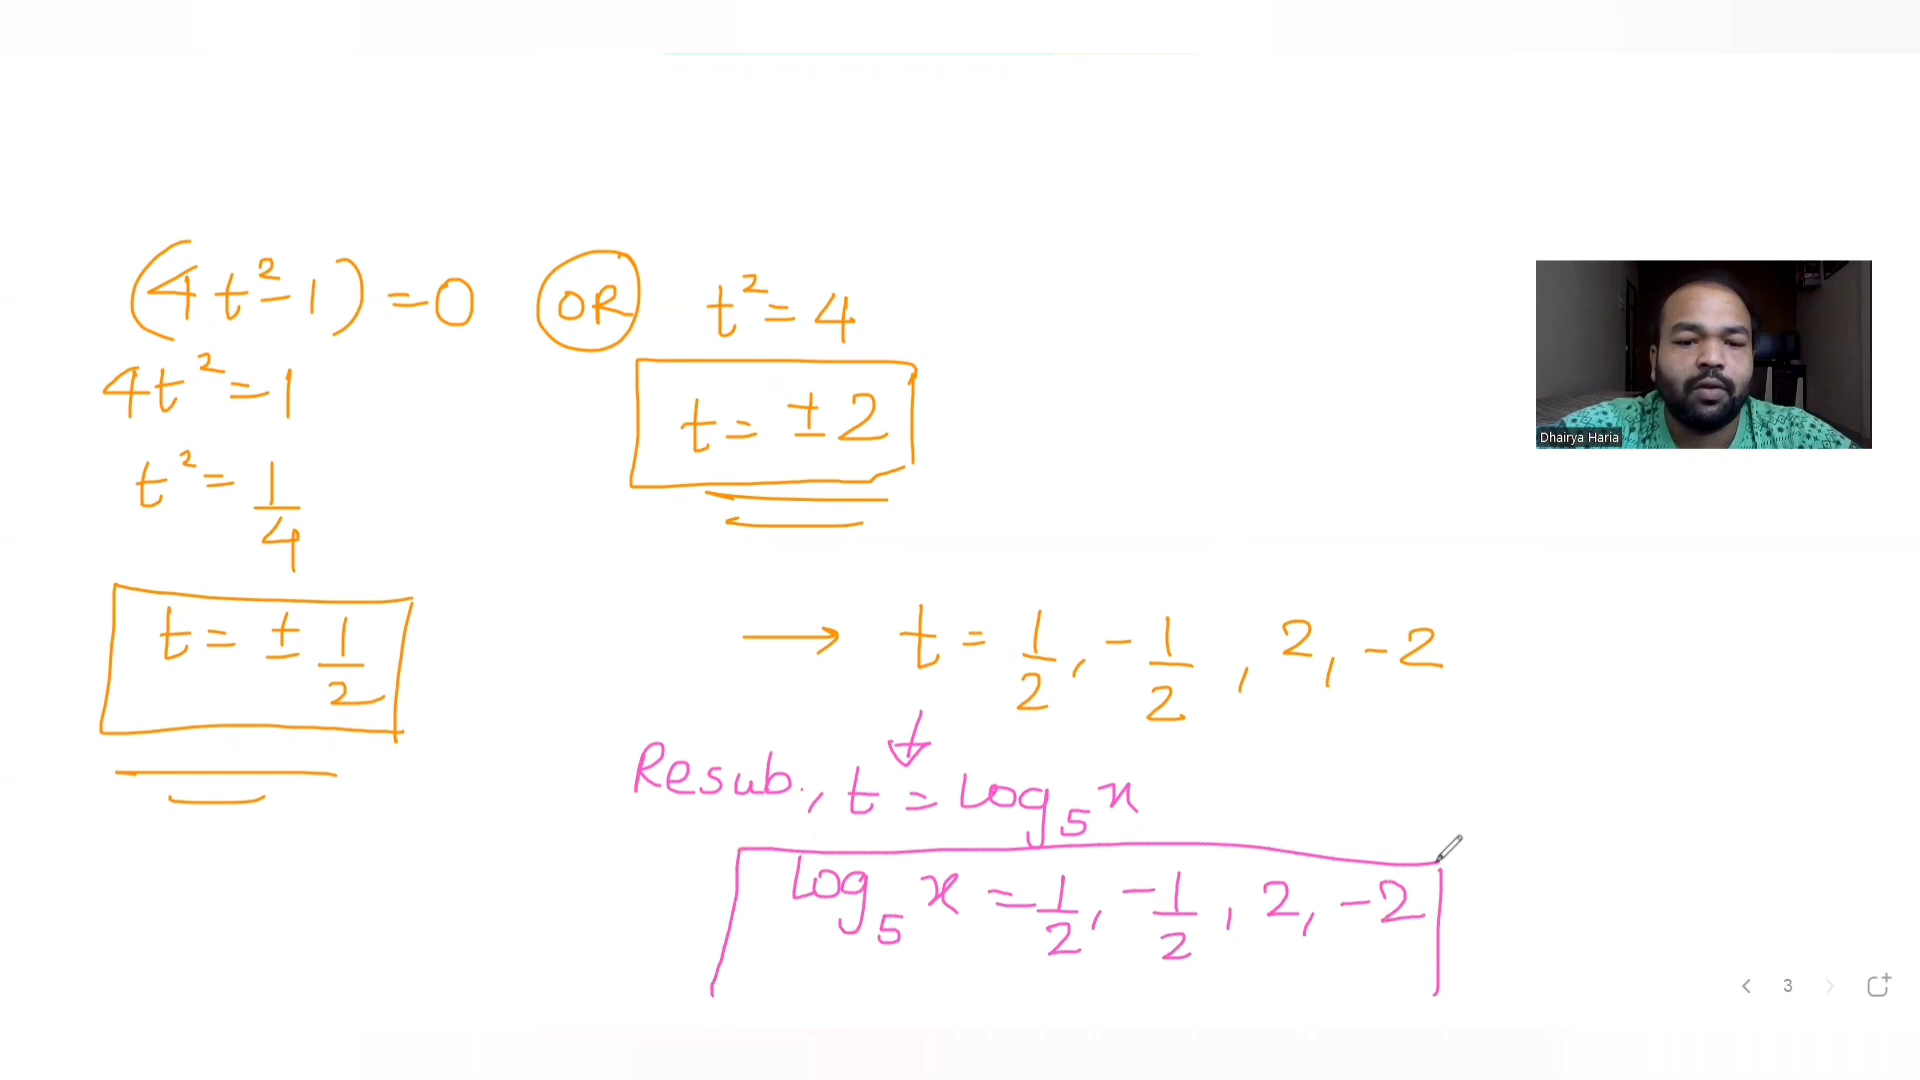 (4t²-1) = 0 OR t² = 4
4t² = 1
t = ±2
t² = 1/4
t = ± 1/2
→ t = 1/2, -1/2, 2, -2
Resub., t = log₅x
log₅x = 1/2, -1/2, 2, -2
Dhairya Haria
3